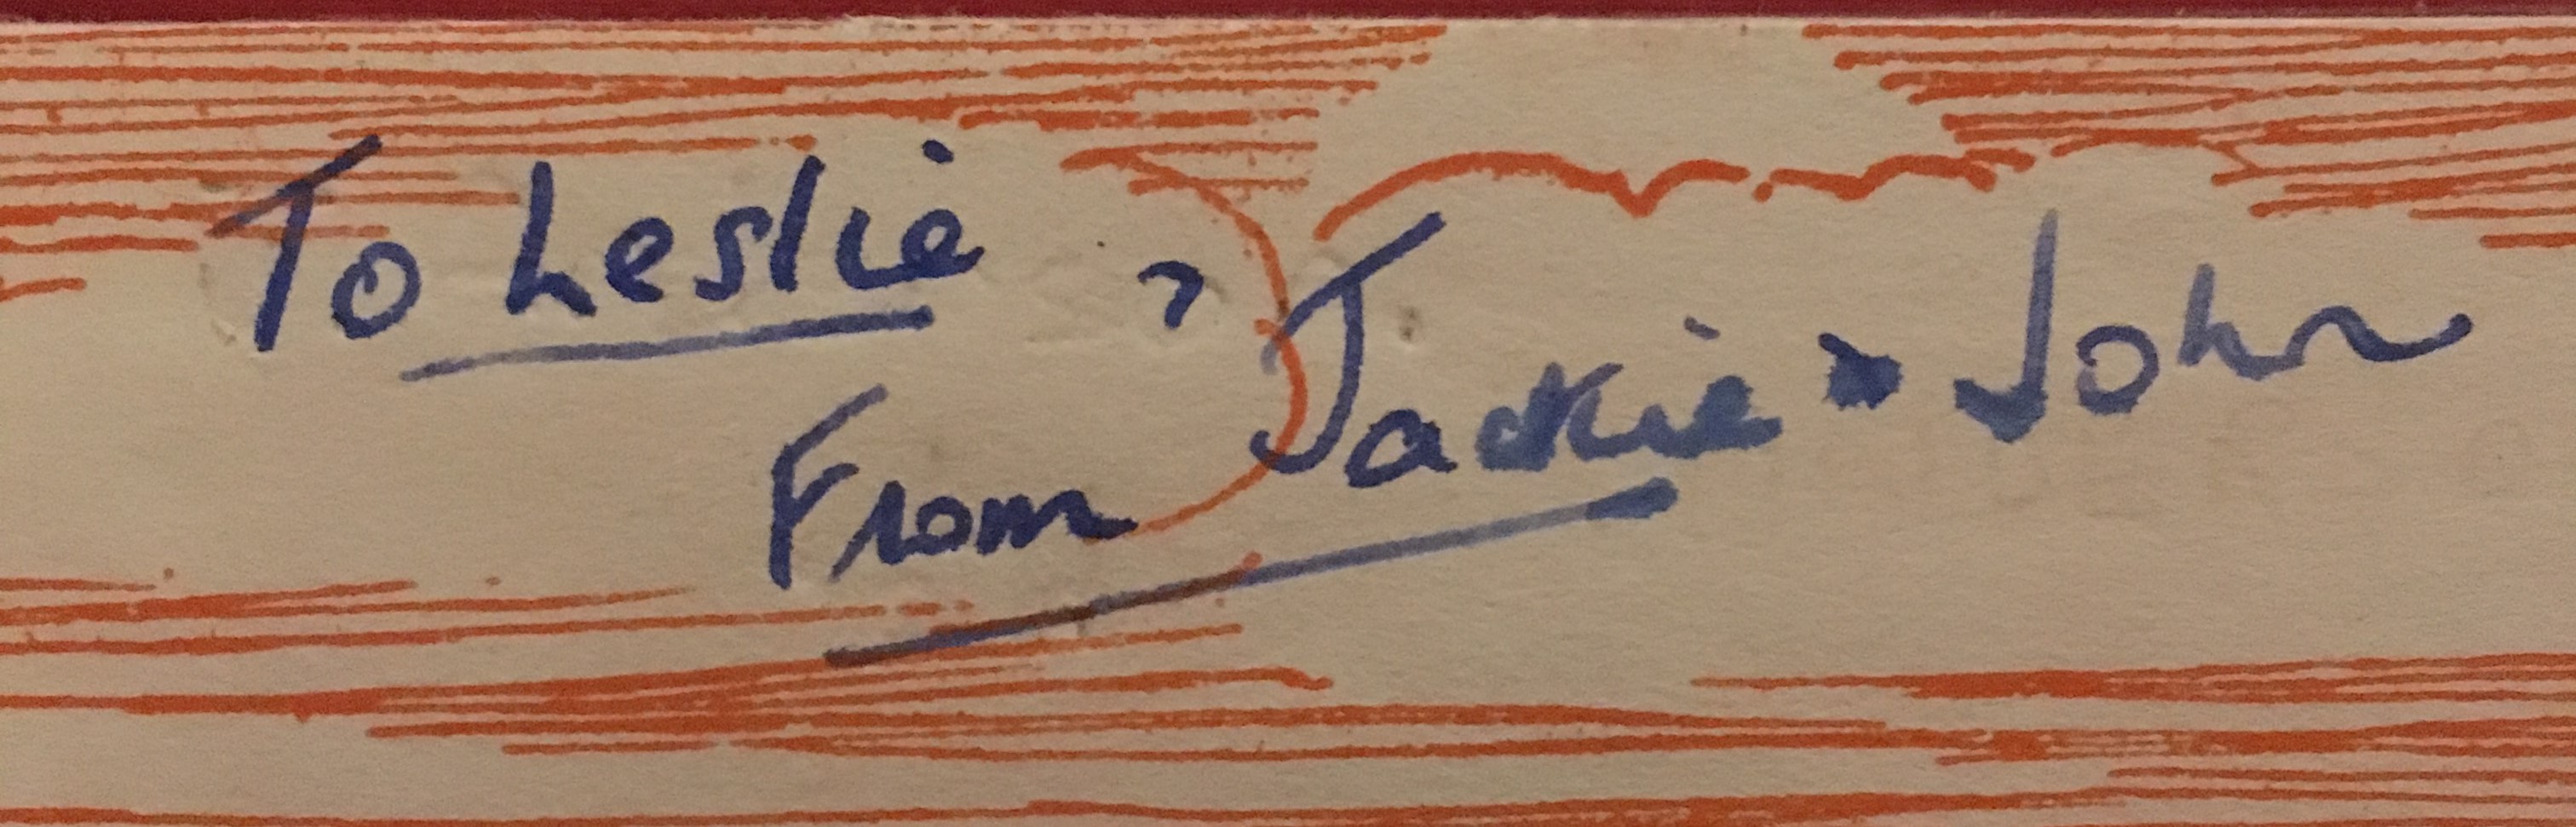 To Leslie
From Jackie John